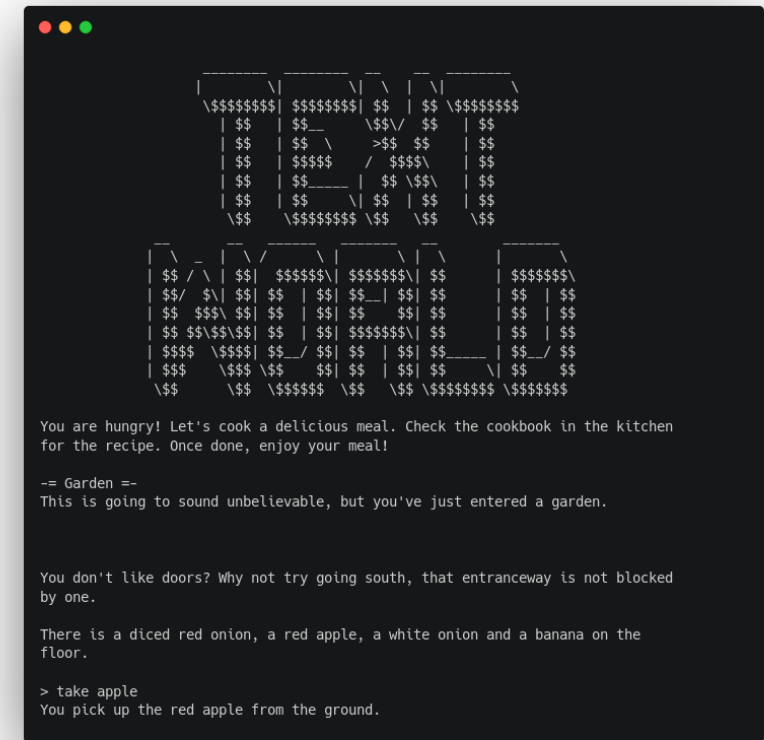 TEXT
WORLD
You are hungry! Let's cook a delicious meal. Check the cookbook in the kitchen
for the recipe. Once done, enjoy your meal!
-= Garden =-
This is going to sound unbelievable, but you've just entered a garden.
You don't like doors? Why not try going south, that entranceway is not blocked
by one.
There is a diced red onion, a red apple, a white onion and a banana on the
floor.
> take apple
You pick up the red apple from the ground.